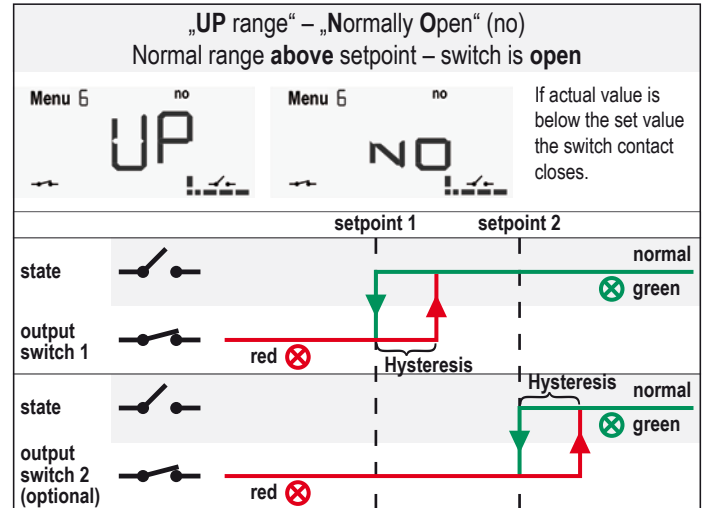 „UP range“ – „Normally Open“ (no)
Normal range above setpoint – switch is open
Menu 6 no
UP
Menu 6 no
NO
If actual value is
below the set value
the switch contact
closes.
setpoint 1 setpoint 2
state
normal
green
output
switch 1
red
Hysteresis
state
Hysteresis
normal
green
output
switch 2
(optional)
red